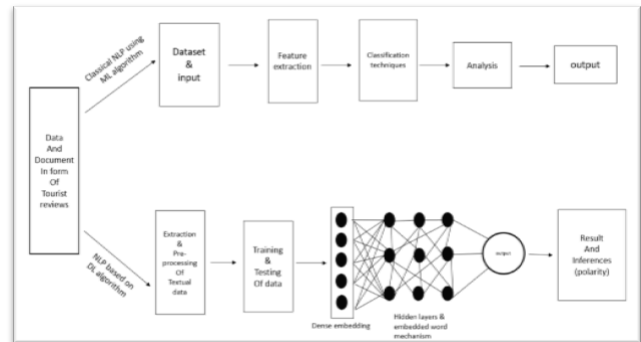 Data
And
Document
In form
Of
Tourist
reviews
Classical NLP using
ML algorithm
Dataset
&
input
Feature
extraction
Classification
techniques
Analysis
output
NLP based on
DL algorithm
Extraction
&
Pre-
processing
Of
Textual
data
Training
&
Testing
Of data
Dense embedding
Hidden layers &
embedded word
mechanism
output
Result
And
Inferences
(polarity)